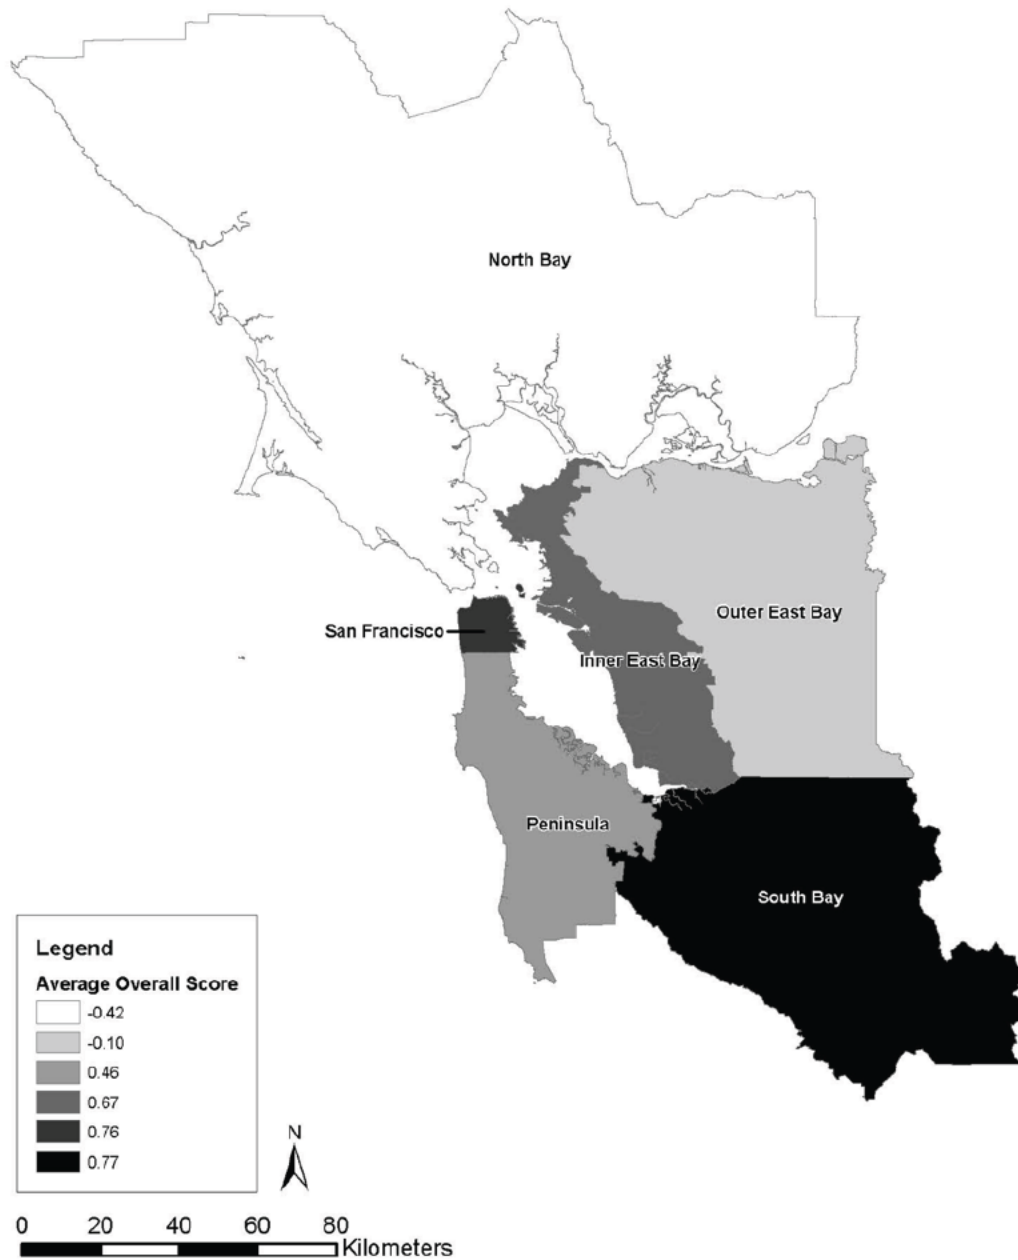 North Bay
Outer East Bay
San Francisco
Inner East Bay
Peninsula
South Bay
Legend
Average Overall Score
-0.42
-0.10
0.46
0.67
0.76
0.77
N
0 20 40 60 80
Kilometers